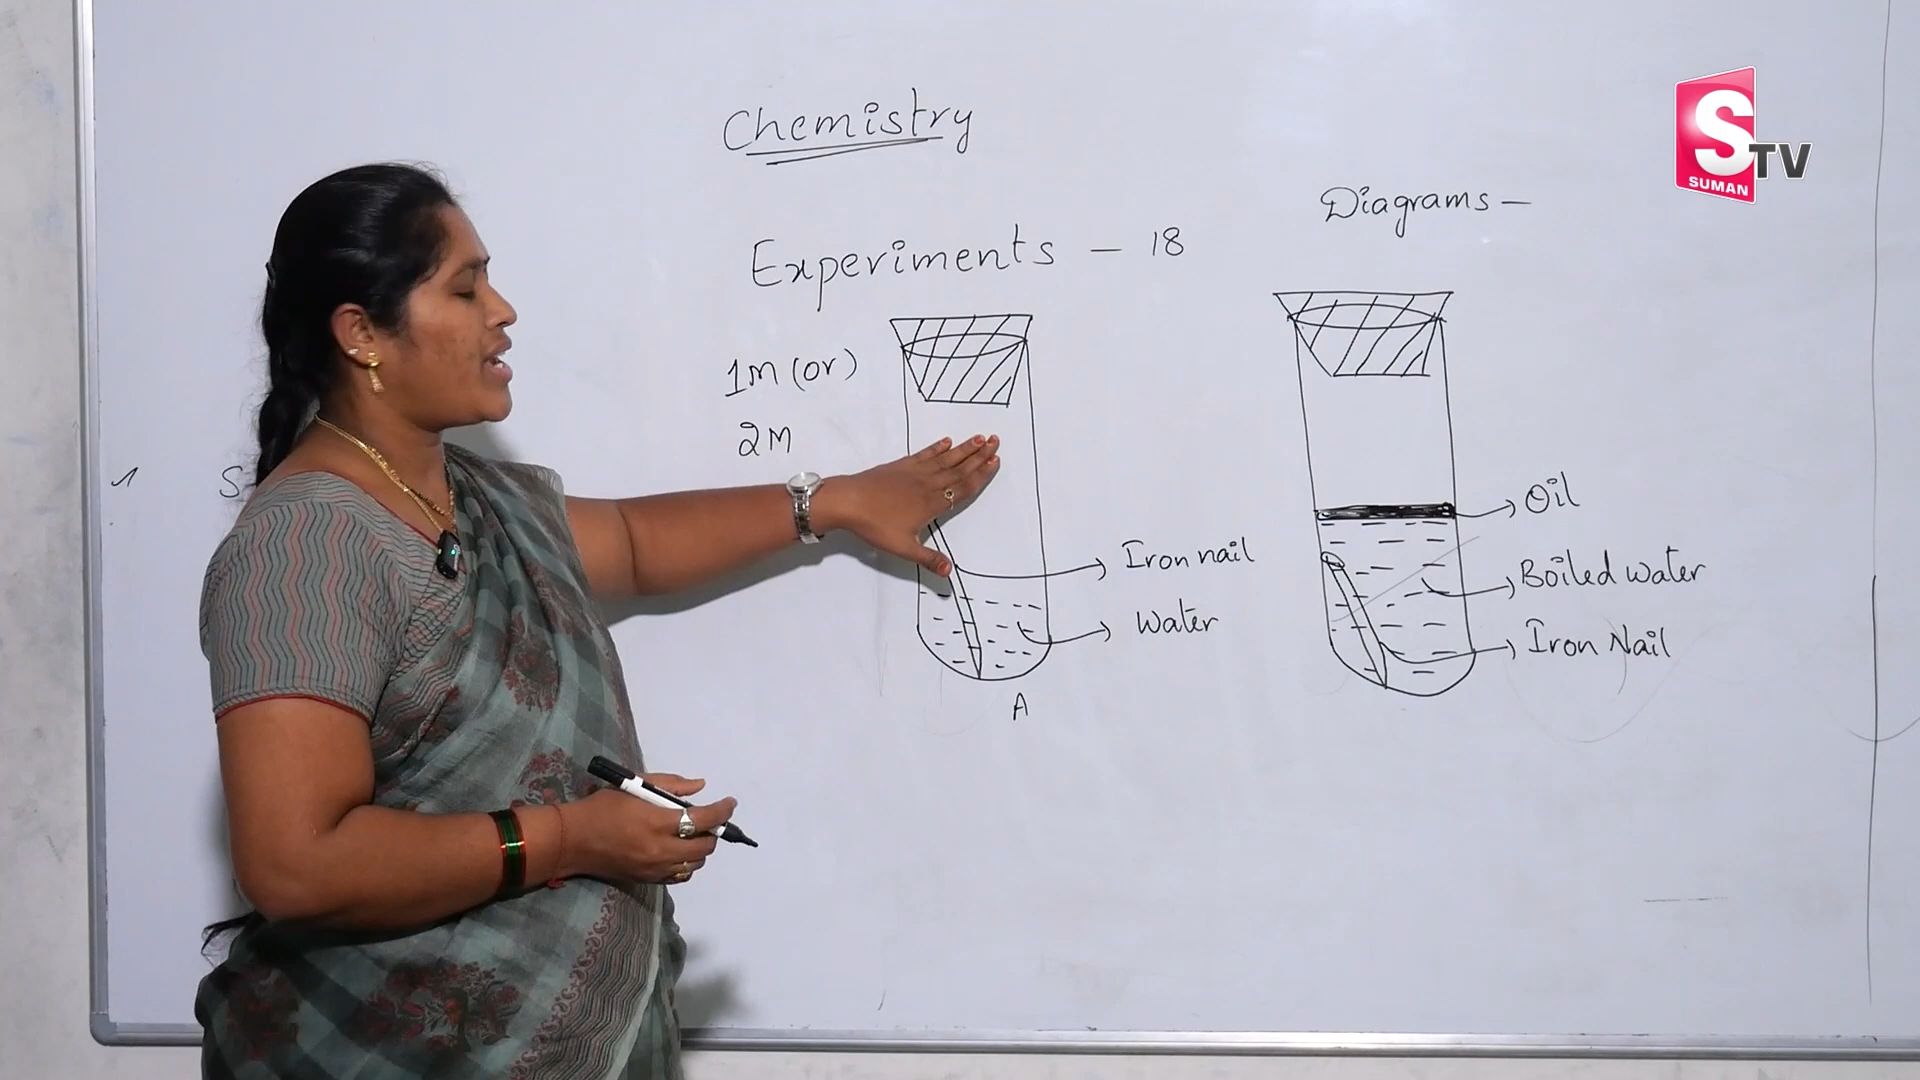 Chemistry
Diagrams –
Experiments – 18
1M (or)
2M
S
Iron nail
Water
A
Oil
Boiled water
Iron Nail
S TV
SUMAN